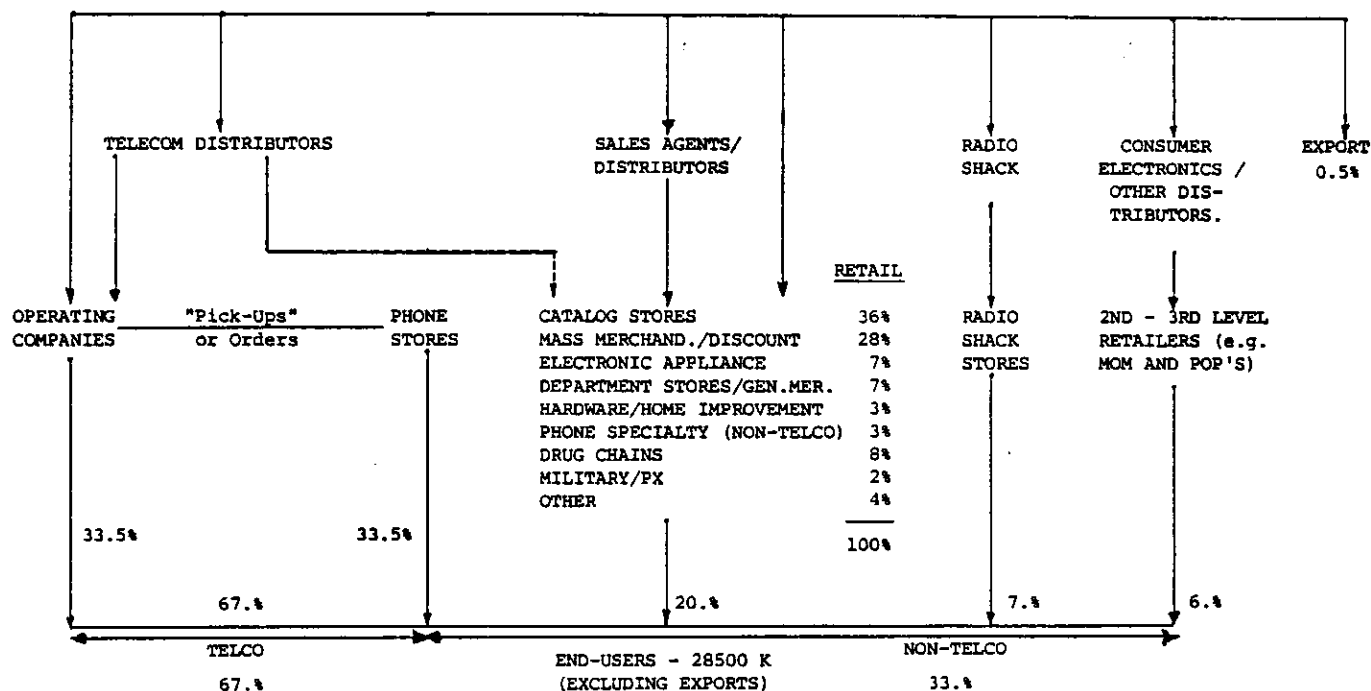 TELECOM DISTRIBUTORS
SALES AGENTS/
DISTRIBUTORS
RADIO
SHACK
CONSUMER
ELECTRONICS /
OTHER DIS-
TRIBUTORS.
EXPORT
0.5%
OPERATING
COMPANIES
"Pick-Ups"
or Orders
PHONE
STORES
RETAIL
CATALOG STORES 36%
MASS MERCHAND./DISCOUNT 28%
ELECTRONIC APPLIANCE 7%
DEPARTMENT STORES/GEN.MER. 7%
HARDWARE/HOME IMPROVEMENT 3%
PHONE SPECIALTY (NON-TELCO) 3%
DRUG CHAINS 8%
MILITARY/PX 2%
OTHER 4%
100%
RADIO
SHACK
STORES
2ND - 3RD LEVEL
RETAILERS (e.g.
MOM AND POP'S)
33.5%
33.5%
67.%
20.%
7.%
6.%
TELCO
67.%
END-USERS - 28500 K
(EXCLUDING EXPORTS)
NON-TELCO
33.%